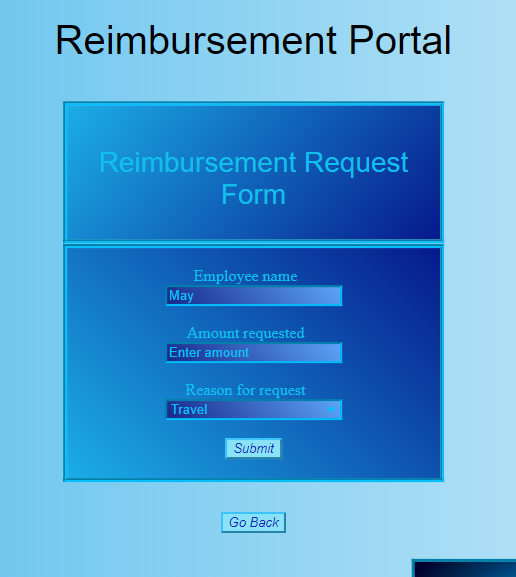 Reimbursement Portal
Reimbursement Request
Form
Employee name
May
Amount requested
Enter amount
Reason for request
Travel
Submit
Go Back